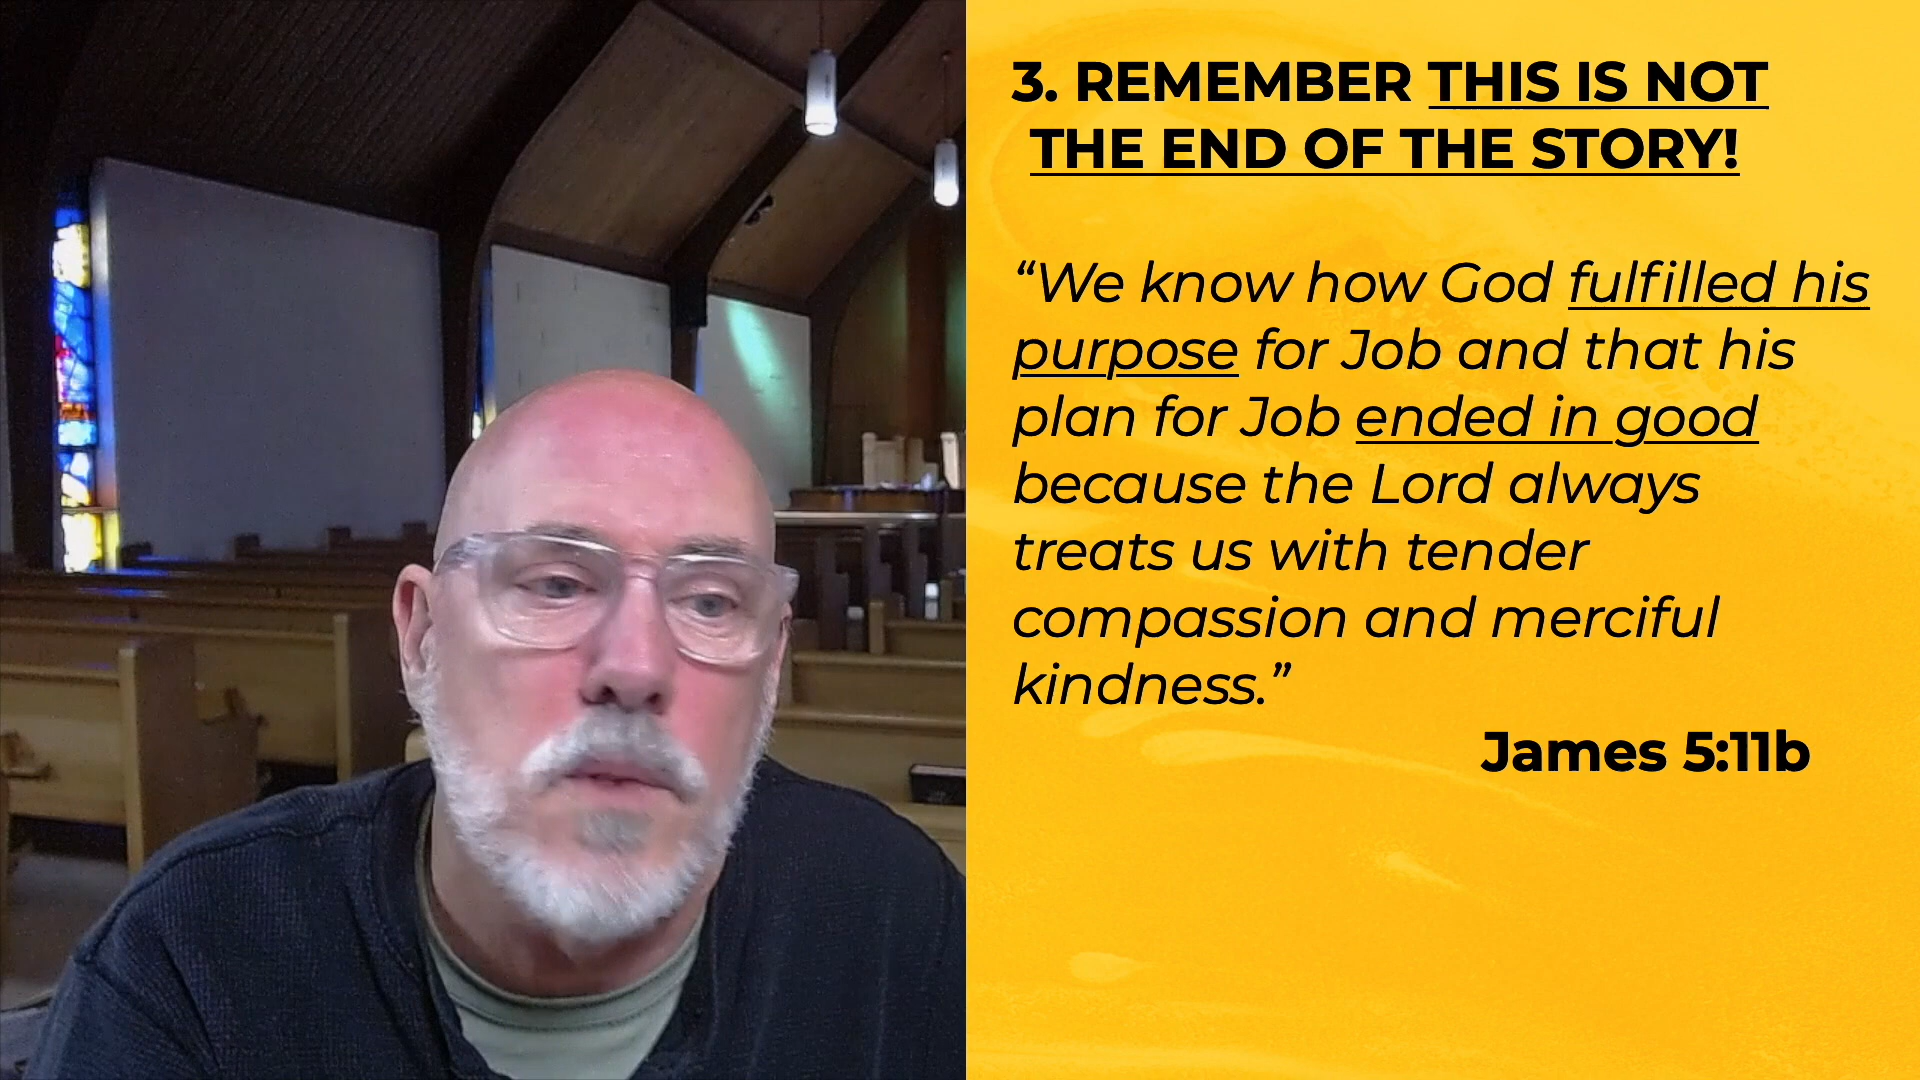 3. REMEMBER THIS IS NOT
THE END OF THE STORY!
“We know how God fulfilled his
purpose for Job and that his
plan for Job ended in good
because the Lord always
treats us with tender
compassion and merciful
kindness.”
James 5:11b